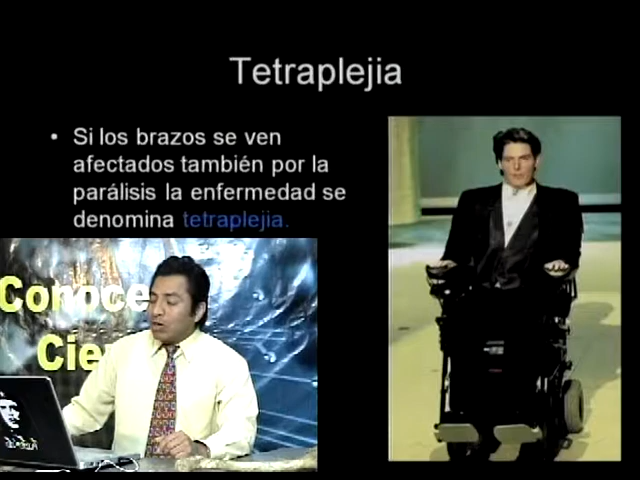 Tetraplejia
• Si los brazos se ven
afectados también por la
parálisis la enfermedad se
denomina tetraplejia.
Conoce
Cie